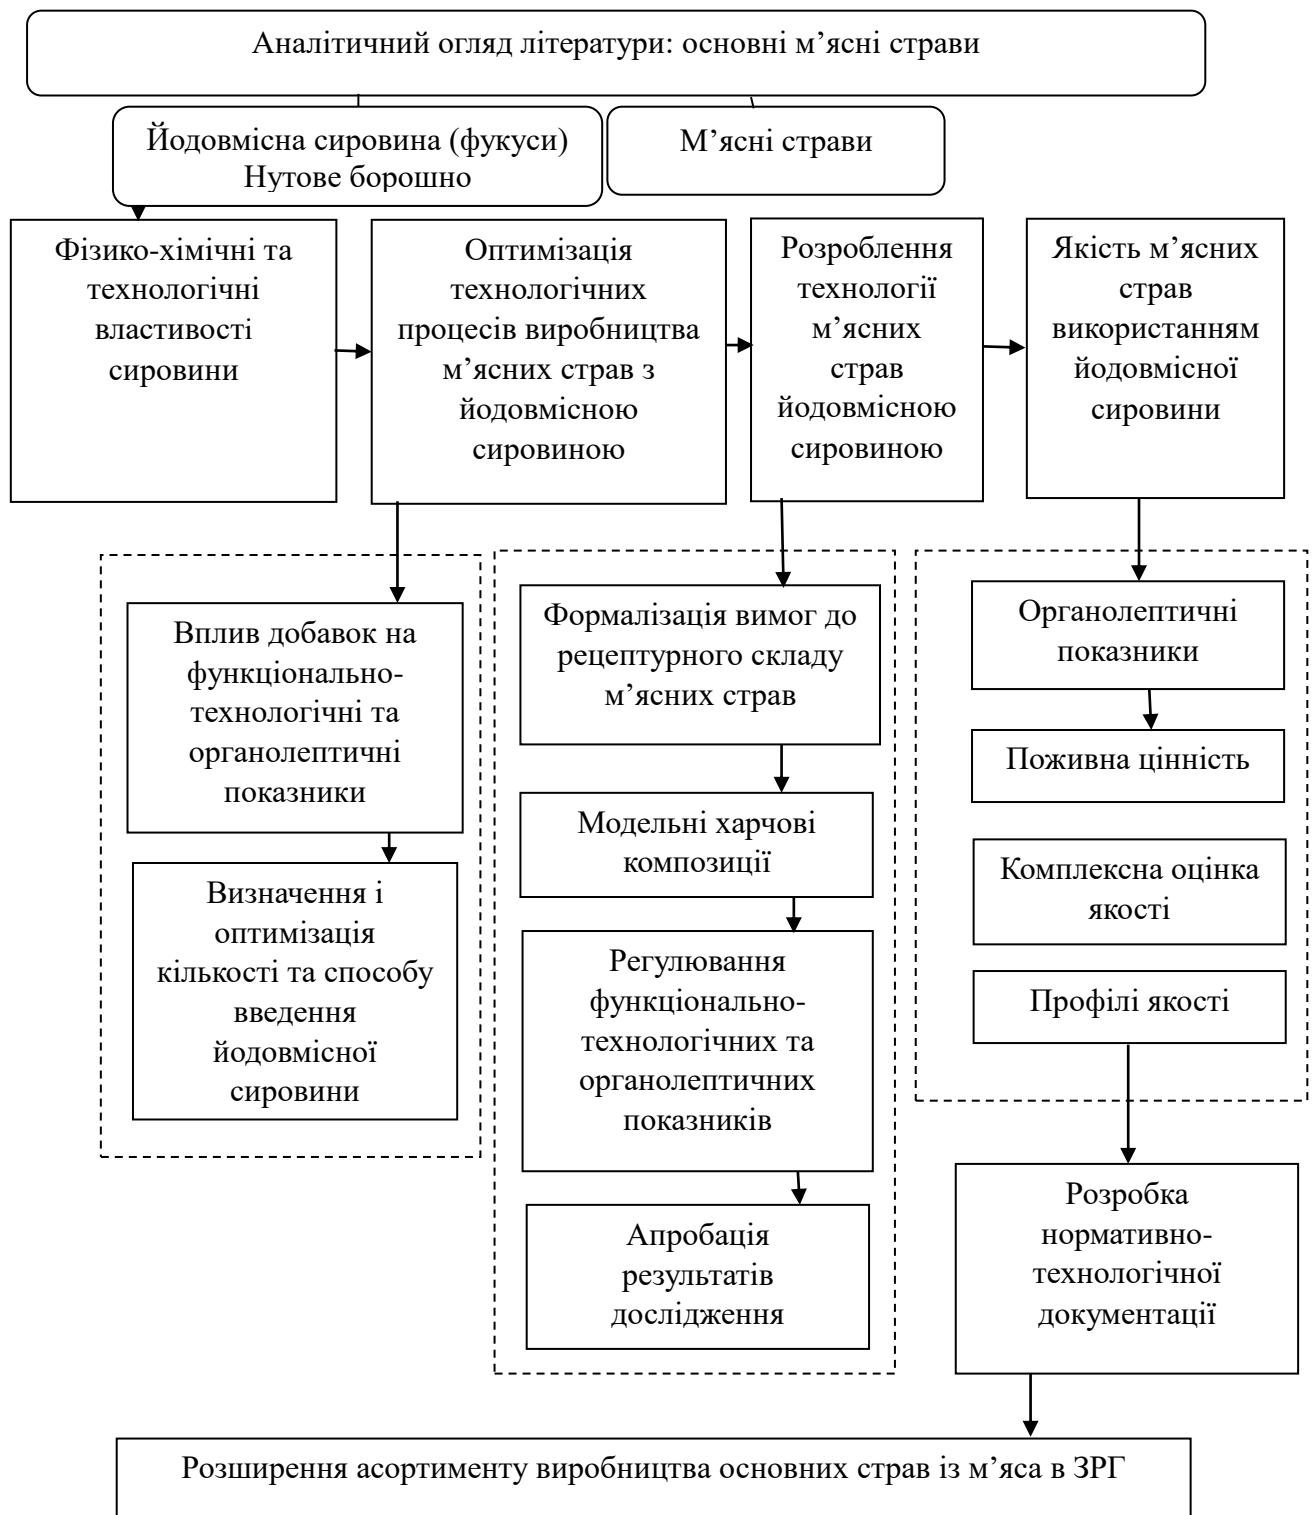 Аналітичний огляд літератури: основні м’ясні страви
Йодовмісна сировина (фукуси)
Нутове борошно
М’ясні страви
Фізико-хімічні та
технологічні
властивості
сировини
Оптимізація
технологічних
процесів виробництва
м’ясних страв з
йодовмісною
сировиною
Розроблення
технології
м’ясних
страв
йодовмісною
сировиною
Якість м’ясних
страв
використанням
йодовмісної
сировини
Вплив добавок на
функціонально-
технологічні та
органолептичні
показники
Визначення і
оптимізація
кількості та способу
введення
йодовмісної
сировини
Формалізація вимог до
рецептурного складу
м’ясних страв
Модельні харчові
композиції
Регулювання
функціонально-
технологічних та
органолептичних
показників
Апробація
результатів
дослідження
Органолептичні
показники
Поживна цінність
Комплексна оцінка
якості
Профілі якості
Розробка
нормативно-
технологічної
документації
Розширення асортименту виробництва основних страв із м’яса в ЗРГ